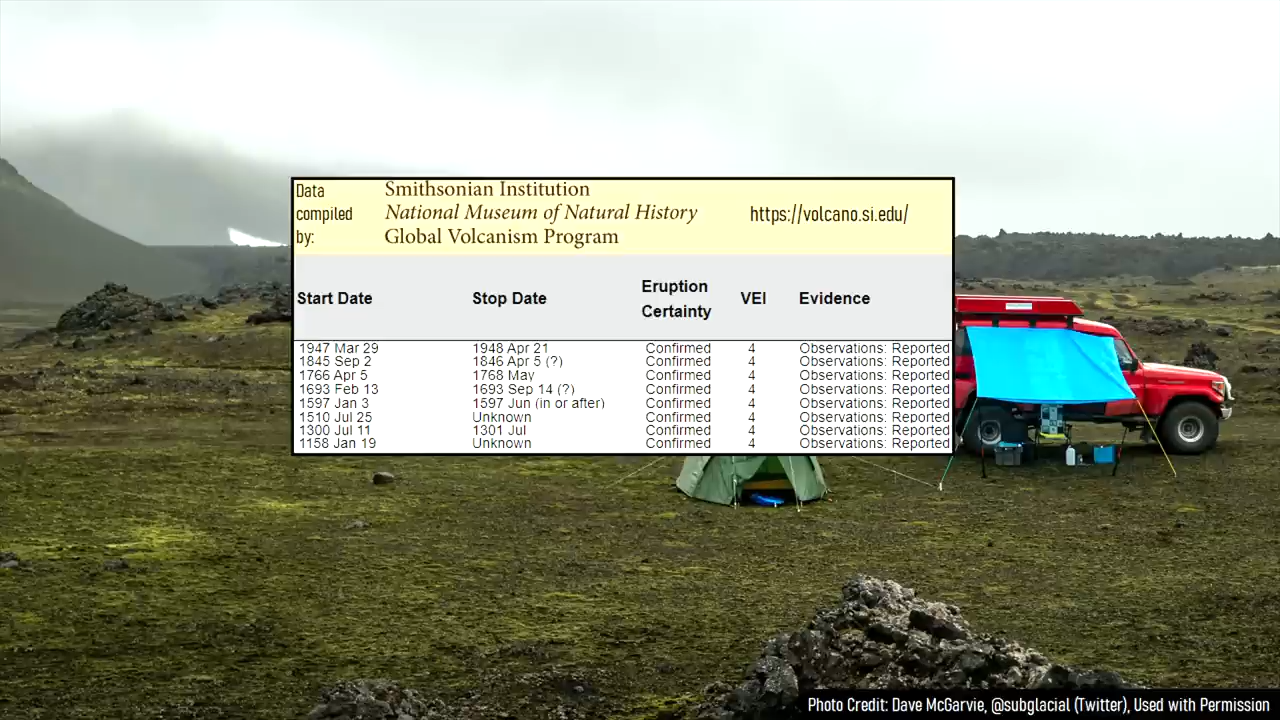 Data compiled by:
Smithsonian Institution
National Museum of Natural History
Global Volcanism Program
https://volcano.si.edu/
Start Date Stop Date Eruption Certainty VEI Evidence
1947 Mar 29 1948 Apr 21 Confirmed 4 Observations: Reported
1845 Sep 2 1846 Apr 5 (?) Confirmed 4 Observations: Reported
1766 Apr 5 1768 May Confirmed 4 Observations: Reported
1693 Feb 13 1693 Sep 14 (?) Confirmed 4 Observations: Reported
1597 Jan 3 1597 Jun (in or after) Confirmed 4 Observations: Reported
1510 Jul 25 Unknown Confirmed 4 Observations: Reported
1300 Jul 11 1301 Jul Confirmed 4 Observations: Reported
1158 Jan 19 Unknown Confirmed 4 Observations: Reported
Photo Credit: Dave McGarvie, @subglacial (Twitter), Used with Permission